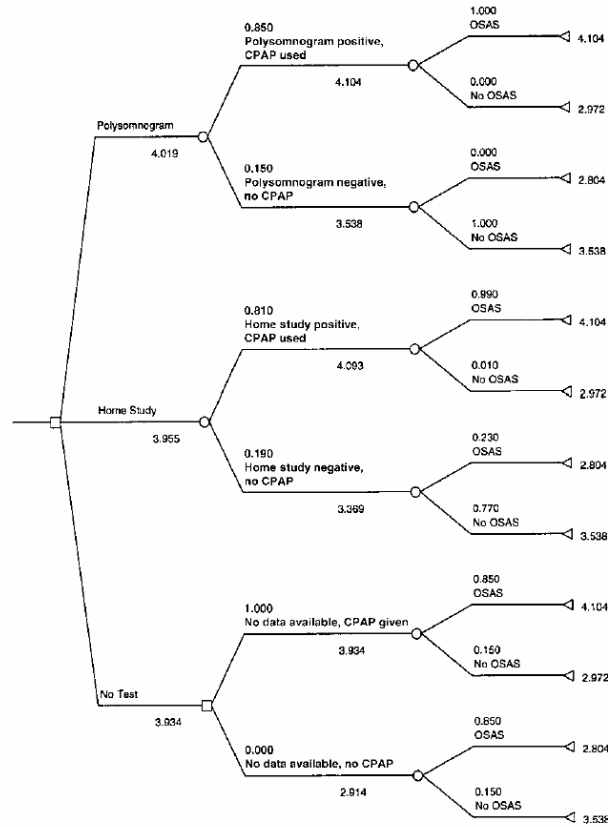 0.850
Polysomnogram positive,
CPAP used
4.104
1.000
OSAS
4.104
0.000
No OSAS
2.972
Polysomnogram
4.019
0.150
Polysomnogram negative,
no CPAP
3.538
0.000
OSAS
2.804
1.000
No OSAS
3.538
0.810
Home study positive,
CPAP used
4.093
0.990
OSAS
4.104
0.010
No OSAS
2.972
Home Study
3.955
0.190
Home study negative,
no CPAP
3.369
0.230
OSAS
2.804
0.770
No OSAS
3.538
1.000
No data available, CPAP given
3.934
0.850
OSAS
4.104
0.150
No OSAS
2.972
No Test
3.934
0.000
No data available, no CPAP
2.914
0.850
OSAS
2.804
0.150
No OSAS
3.538